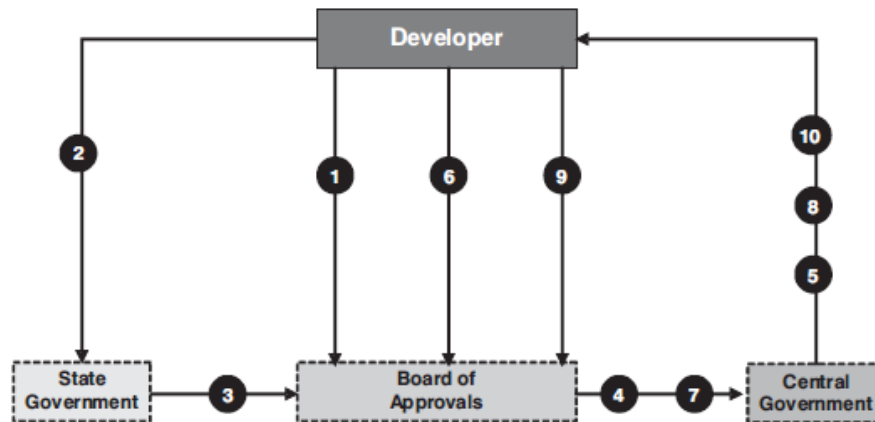 Developer
2
1
6
9
10
8
5
State
Government
3
Board of
Approvals
4
7
Central
Government